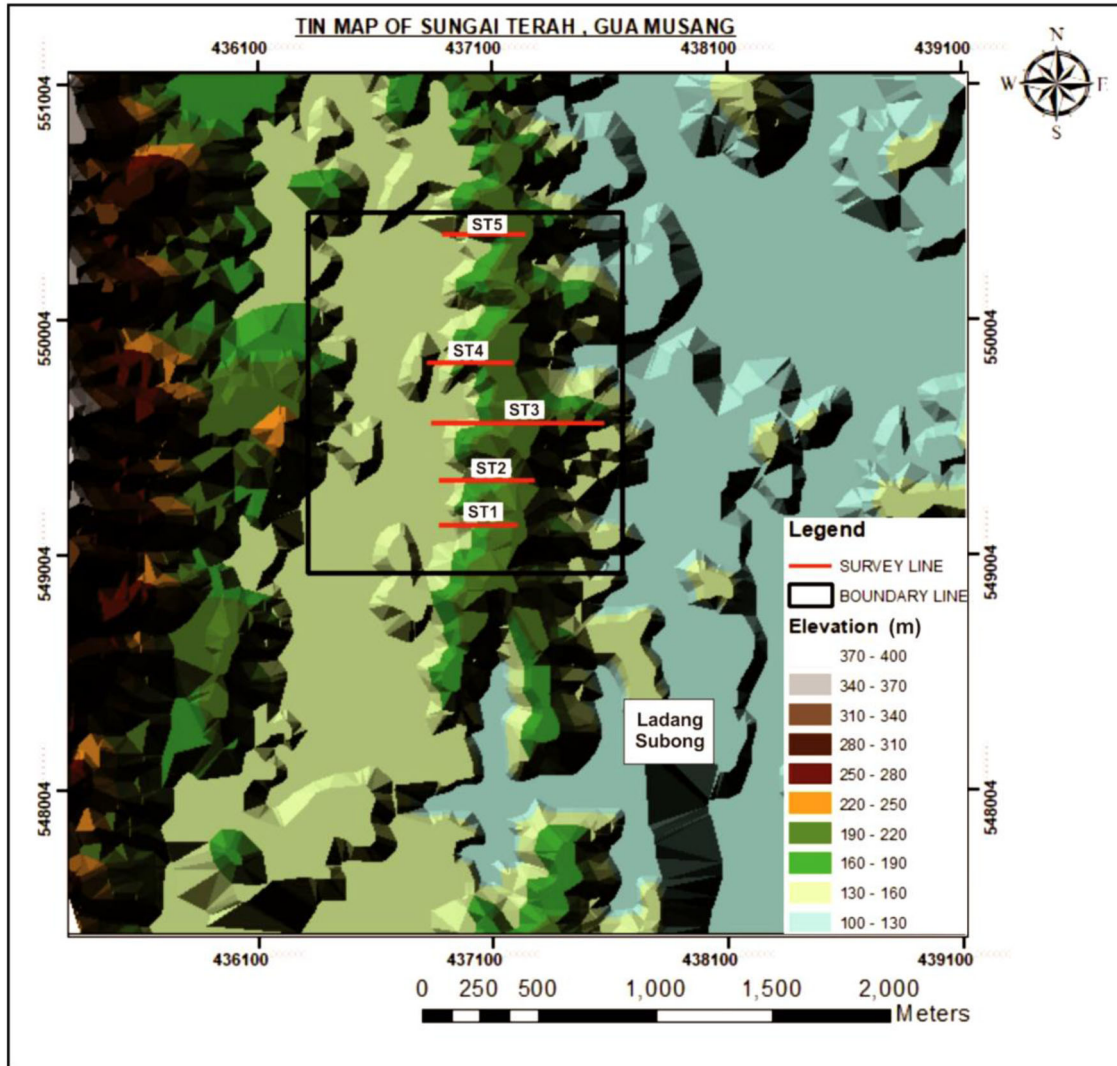 TIN MAP OF SUNGAI TERAH , GUA MUSANG
436100 437100 438100 439100
N
W E
S
551004
ST5
550004 550004
ST4
ST3
ST2
ST1
549004 549004
Legend
SURVEY LINE
BOUNDARY LINE
Elevation (m)
370 - 400
340 - 370
310 - 340
280 - 310
250 - 280
220 - 250
190 - 220
160 - 190
130 - 160
100 - 130
Ladang
Subong
548004 548004
436100 437100 438100 439100
0 250 500 1,000 1,500 2,000
Meters